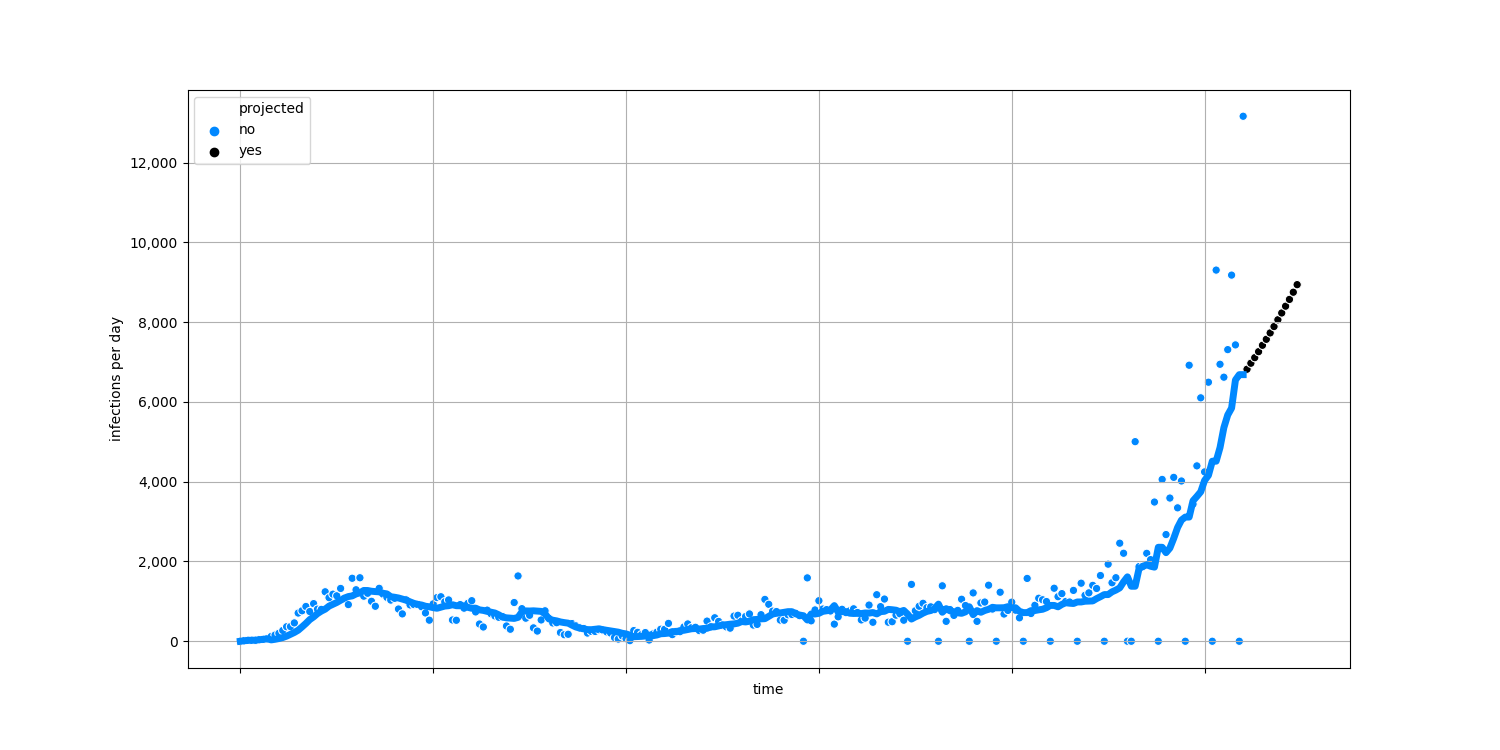 projected
no
yes
12,000
10,000
8,000
6,000
4,000
2,000
0
infections per day
time